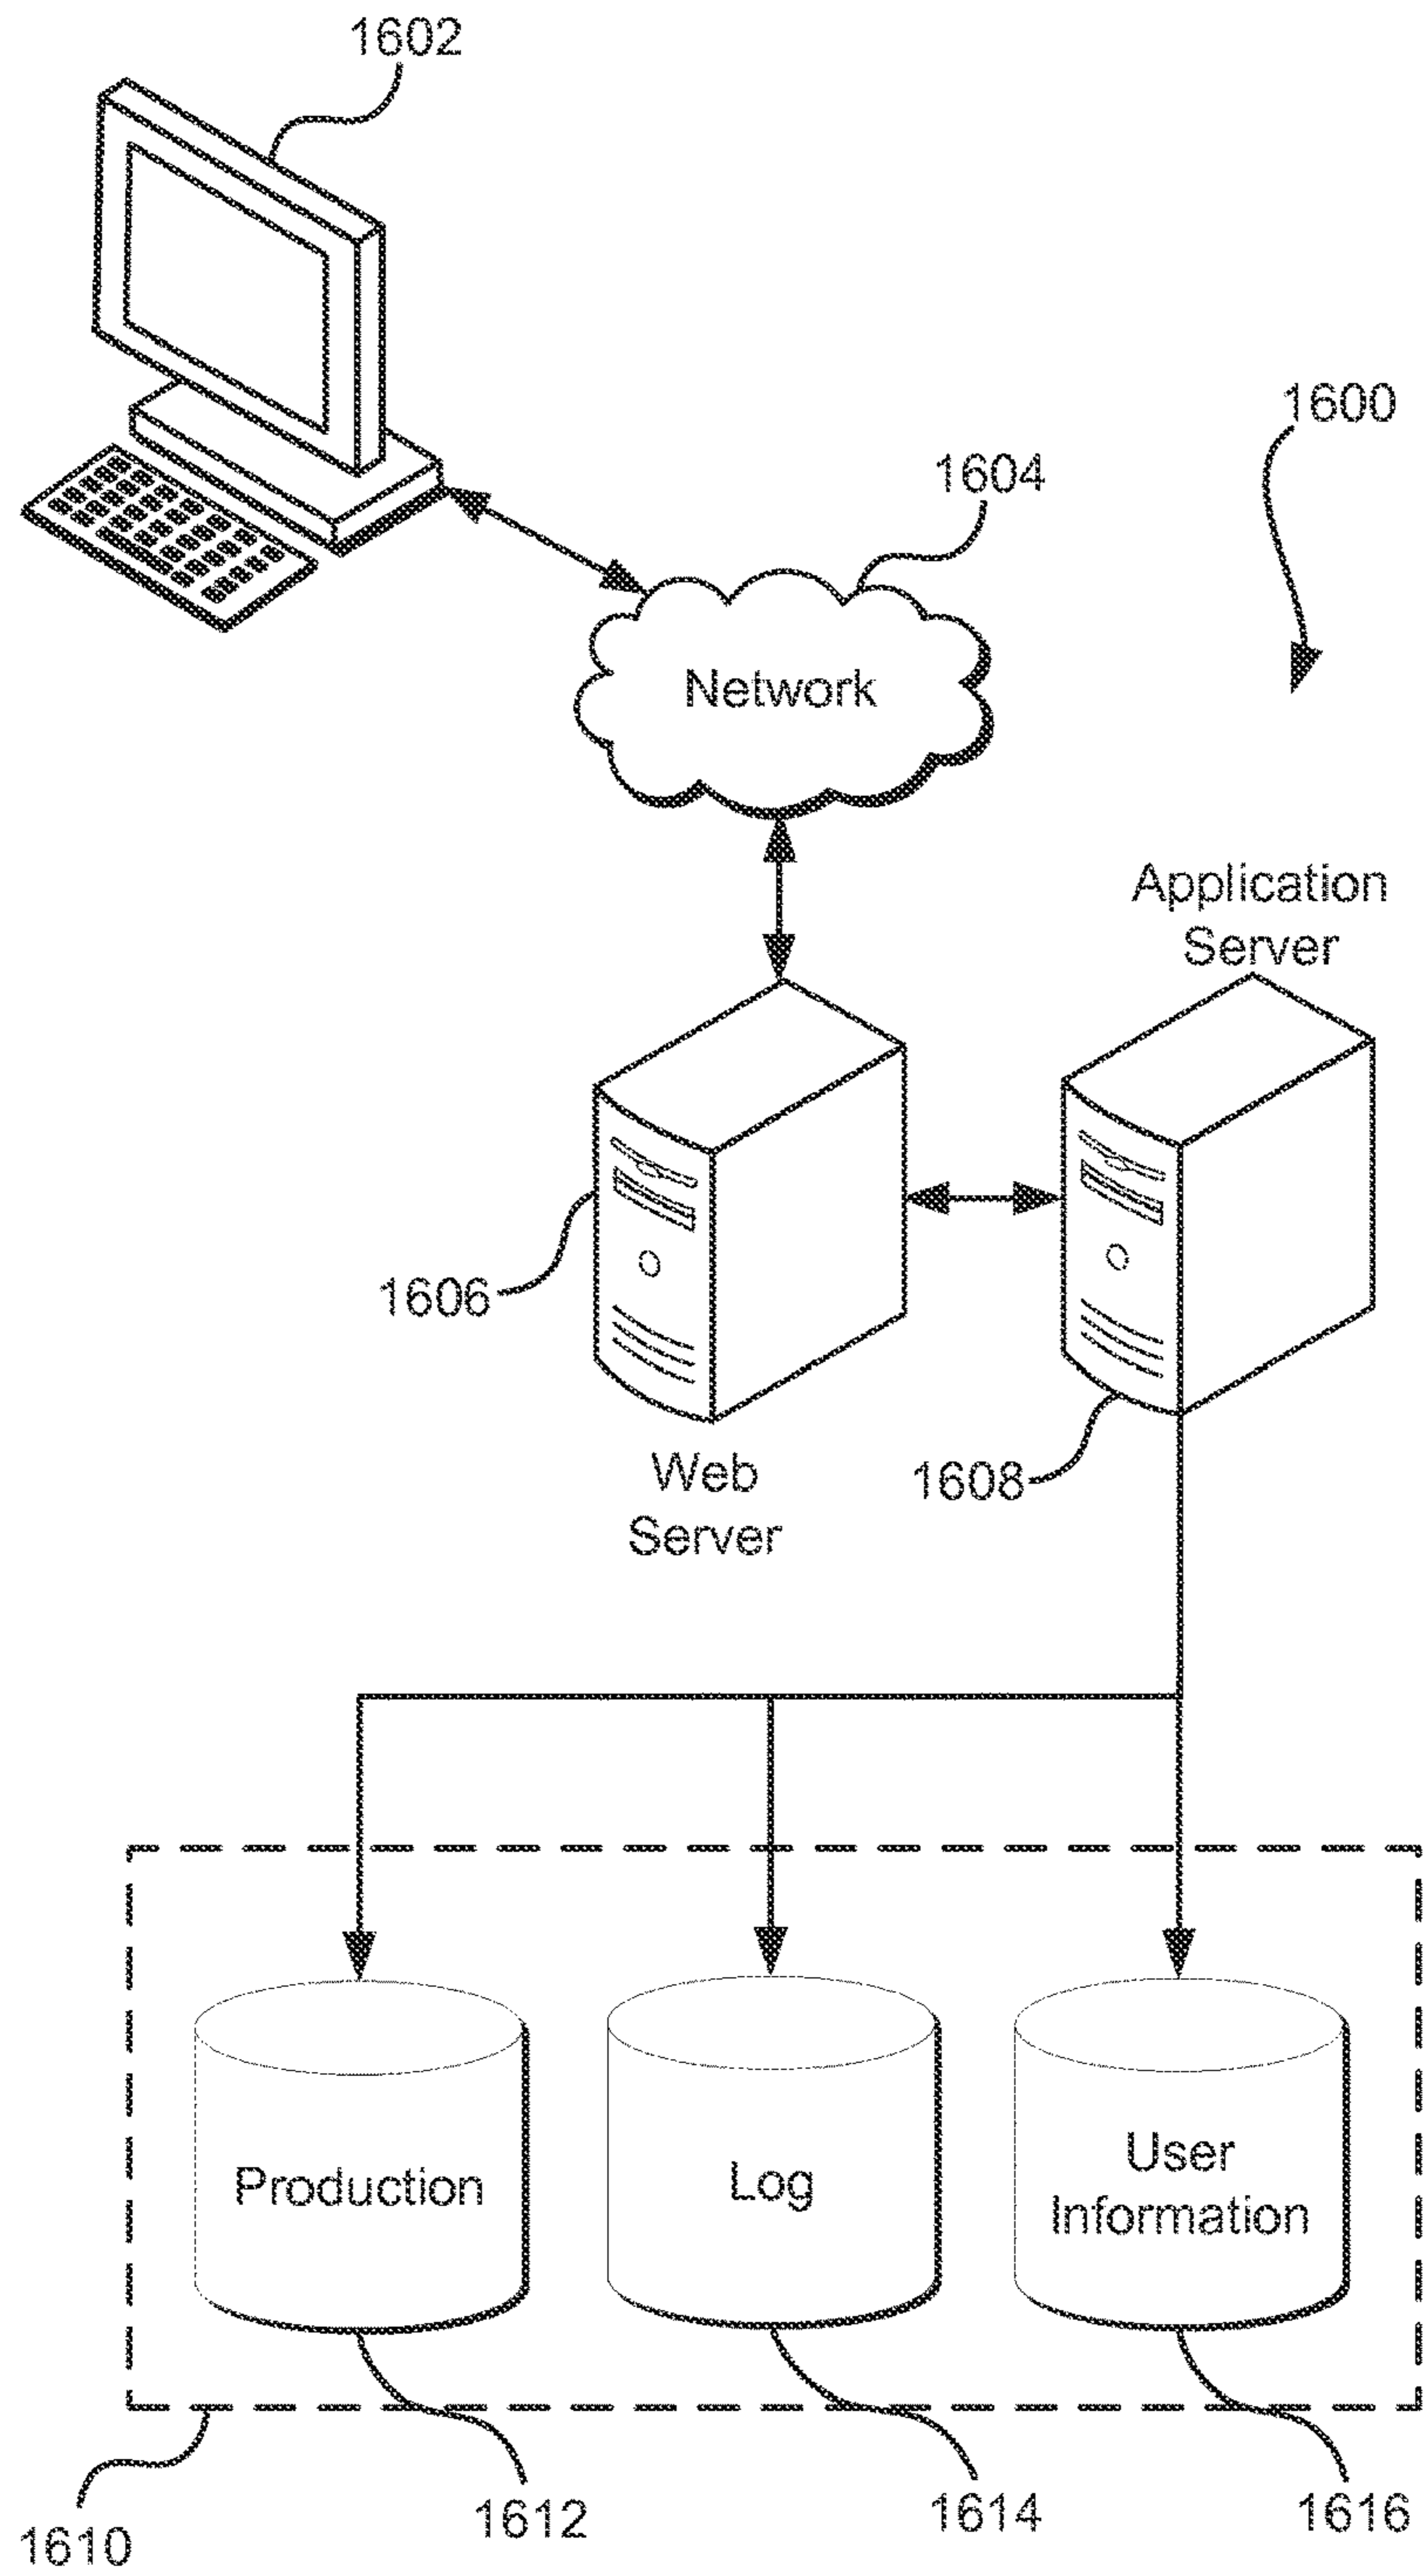 1602
1600
1604
Network
Application
Server
1606
Web
Server
1608
Production
Log
User
Information
1610
1612
1614
1616